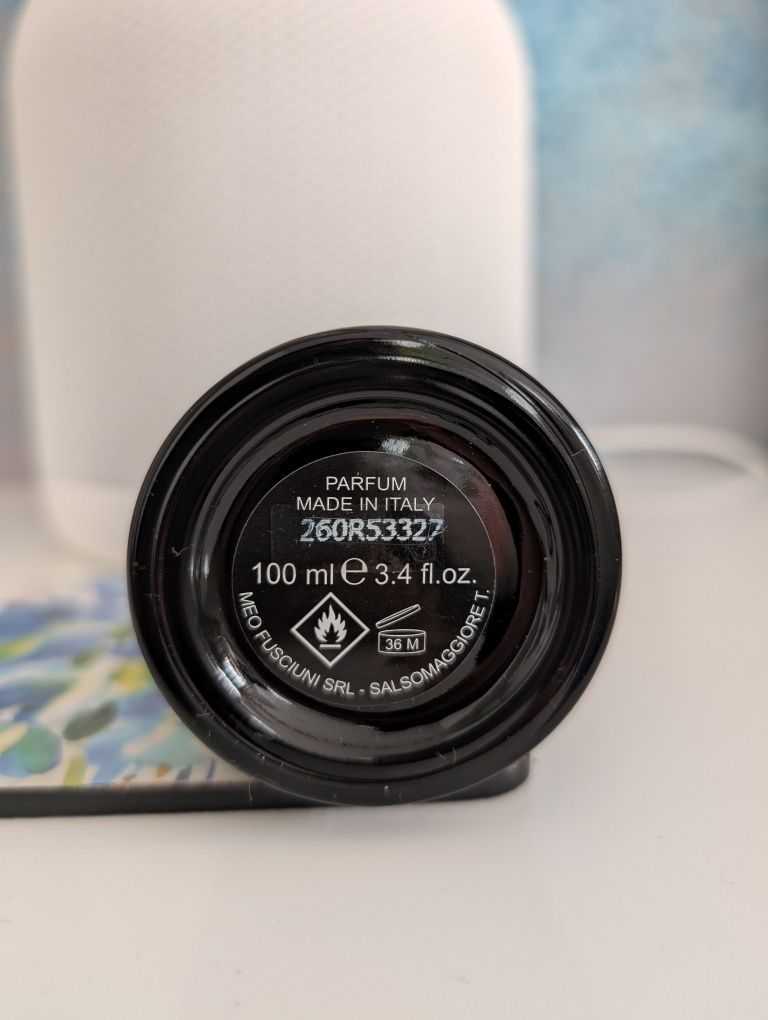 PARFUM
MADE IN ITALY
260R53327
100 ml ℮ 3.4 fl.oz.
36 M
MEO FUSCIUNI SRL - SALSOMAGGIORE T.